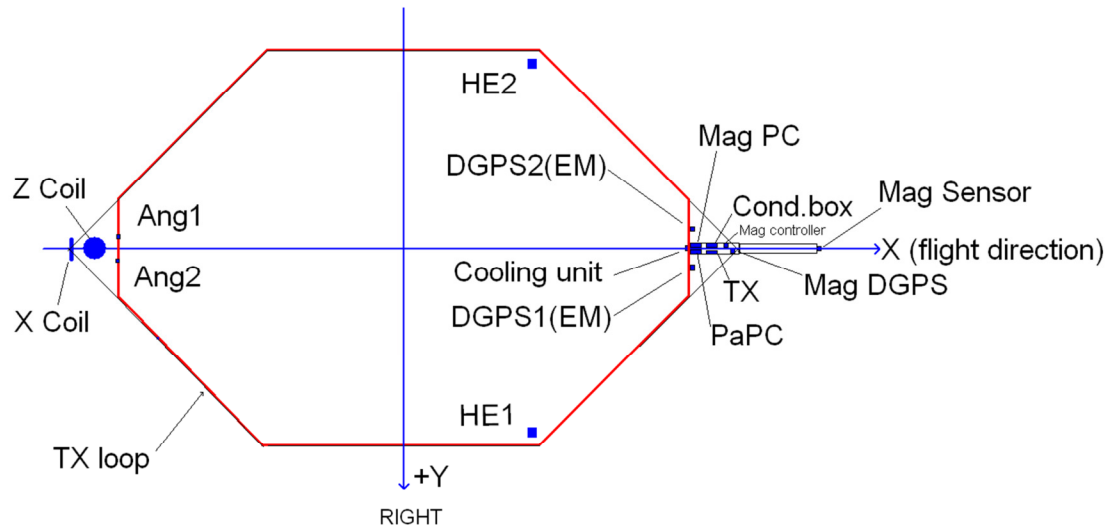 HE2
Mag PC
DGPS2(EM)
Z Coil
Ang1
Cond.box
Mag Sensor
Mag controller
X (flight direction)
Ang2
Cooling unit
TX
Mag DGPS
X Coil
DGPS1(EM)
PaPC
HE1
TX loop
+Y
RIGHT